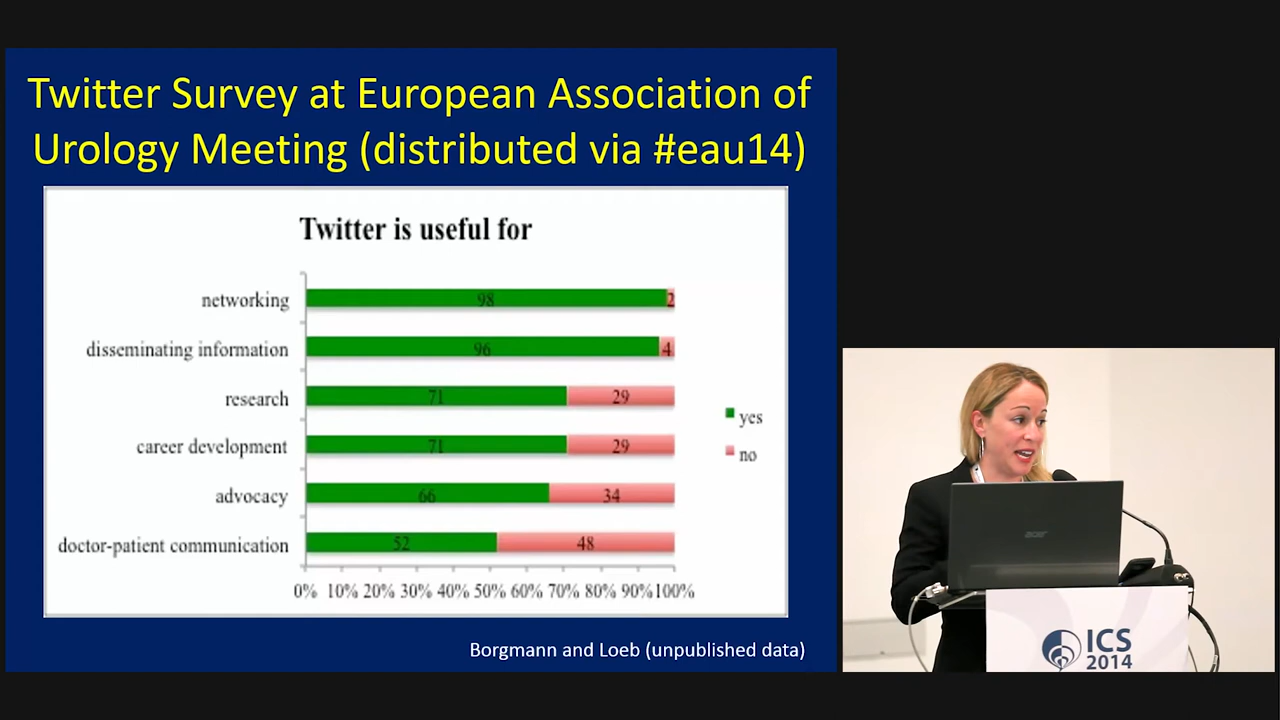 Twitter Survey at European Association of
Urology Meeting (distributed via #eau14)
Twitter is useful for
networking 98 2
disseminating information 96 4
research 71 29
career development 71 29
advocacy 66 34
doctor-patient communication 52 48
yes
no
0% 10% 20% 30% 40% 50% 60% 70% 80% 90% 100%
Borgmann and Loeb (unpublished data)
acer
ICS
2014